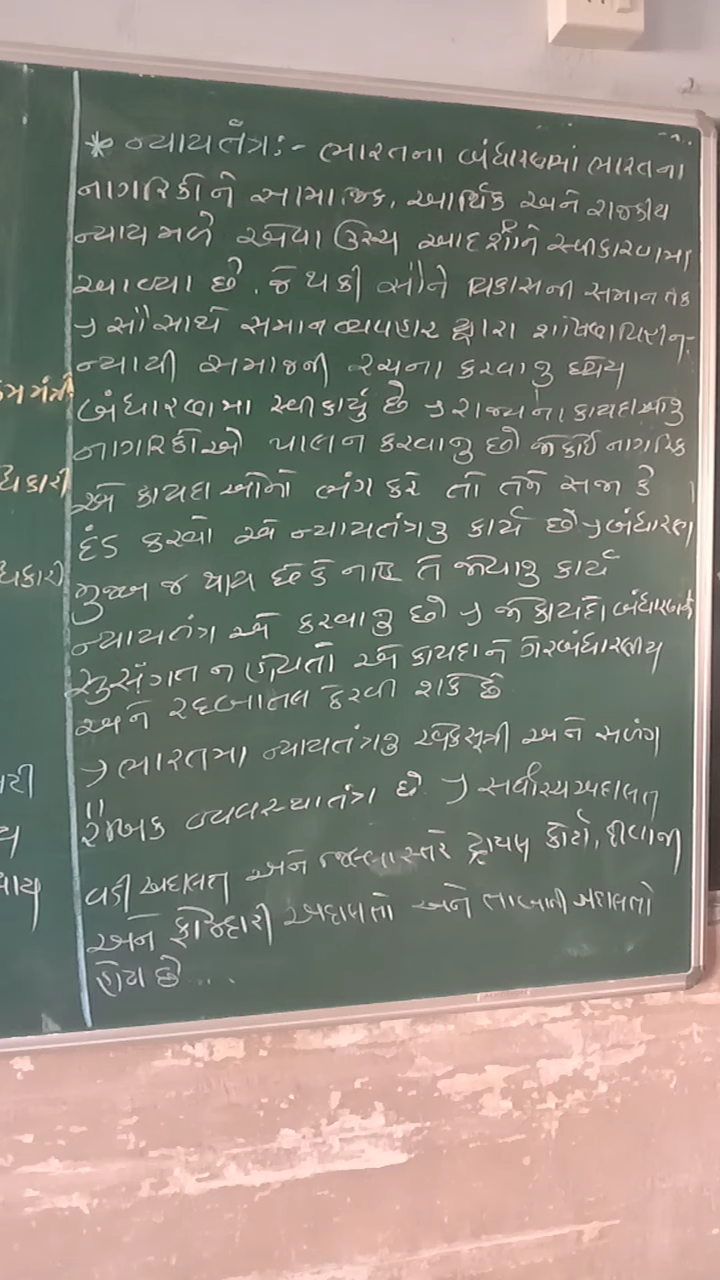 * ન્યાયતંત્ર:- ભારતના બંધારણમાં ભારતના
નાગરિકોને સામાજિક, આર્થિક અને રાજકીય
ન્યાય મળે એવા ઉચ્ચ આદર્શોને સ્વીકારવામાં
આવ્યા છે. જે થકી સૌને વિકાસની સમાન તક
→ સૌ સાથે સમાન વ્યવહાર દ્વારા શોષણવિહીન-
ન્યાયી સમાજની રચના કરવાનુ ધ્યેય
બંધારણમા સ્વીકાર્યુ છે → રાજ્યના કાયદાઓનુ
નાગરિકોએ પાલન કરવાનુ છે જો કોઈ નાગરિક
એ કાયદાઓનો ભંગ કરે તો તેને સજા કે
દંડ કરવો એ ન્યાયતંત્રનુ કાર્ય છે → બંધારણ
મુજબ જ થાય છે કે નહિ તે જોવાનુ કાર્ય
ન્યાયતંત્ર એ કરવાનુ છે → જો કાયદો બંધારણને
સુસંગત ન હોયતો એ કાયદાને ગેરબંધારણીય
અને રદબાતલ ઠેરવી શકે છે
→ ભારતમા ન્યાયતંત્રનુ એકસૂત્રી અને સળંગ
વ્યવસ્થાતંત્ર છે → સર્વોચ્ચ અદાલત
વડી અદાલત અને જિલ્લાસ્તરે ટ્રાયલ કોર્ટો, દીવાની
અને ફોજદારી અદાલતો અને તાબાની અદાલતો
હોય છે...
મંત્રી
કારી
કારી